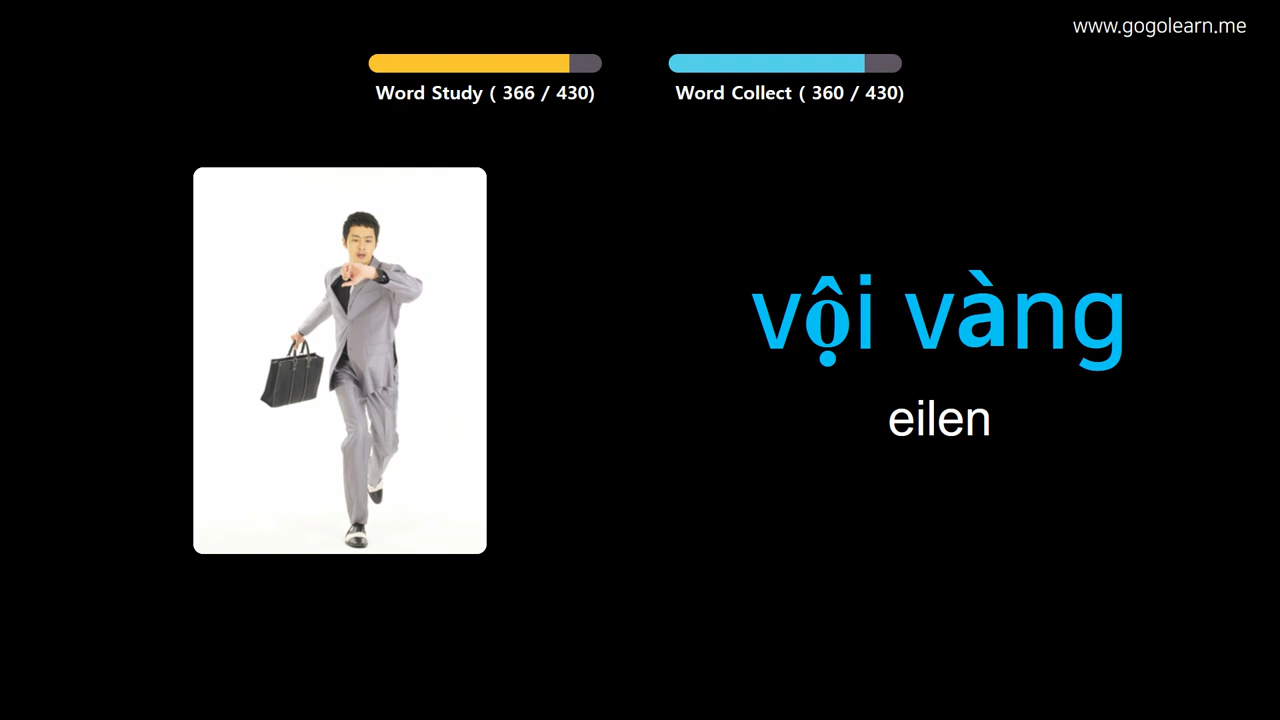 www.gogolearn.me
Word Study ( 366 / 430)
Word Collect ( 360 / 430)
vội vàng
eilen